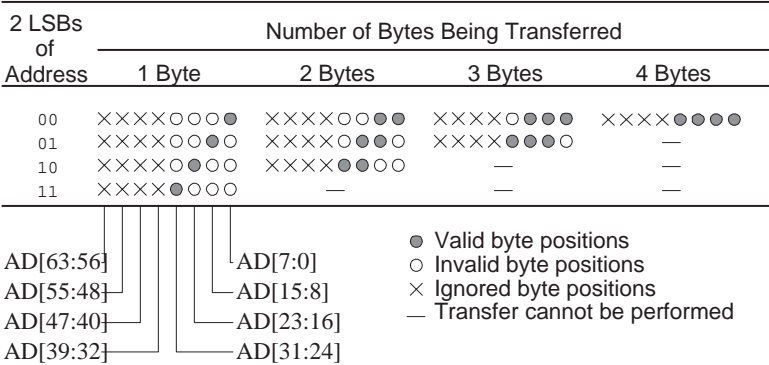 2 LSBs of Address
Number of Bytes Being Transferred
1 Byte 2 Bytes 3 Bytes 4 Bytes
00 ××××○○○● ××××○○●● ××××○●●● ××××●●●●
01 ××××○○●○ ××××○●●○ ××××●●●○ —
10 ××××○●○○ ××××●●○○ — —
11 ××××●○○○ — — —
AD[63:56] AD[7:0]
AD[55:48] AD[15:8]
AD[47:40] AD[23:16]
AD[39:32] AD[31:24]
● Valid byte positions
○ Invalid byte positions
× Ignored byte positions
— Transfer cannot be performed